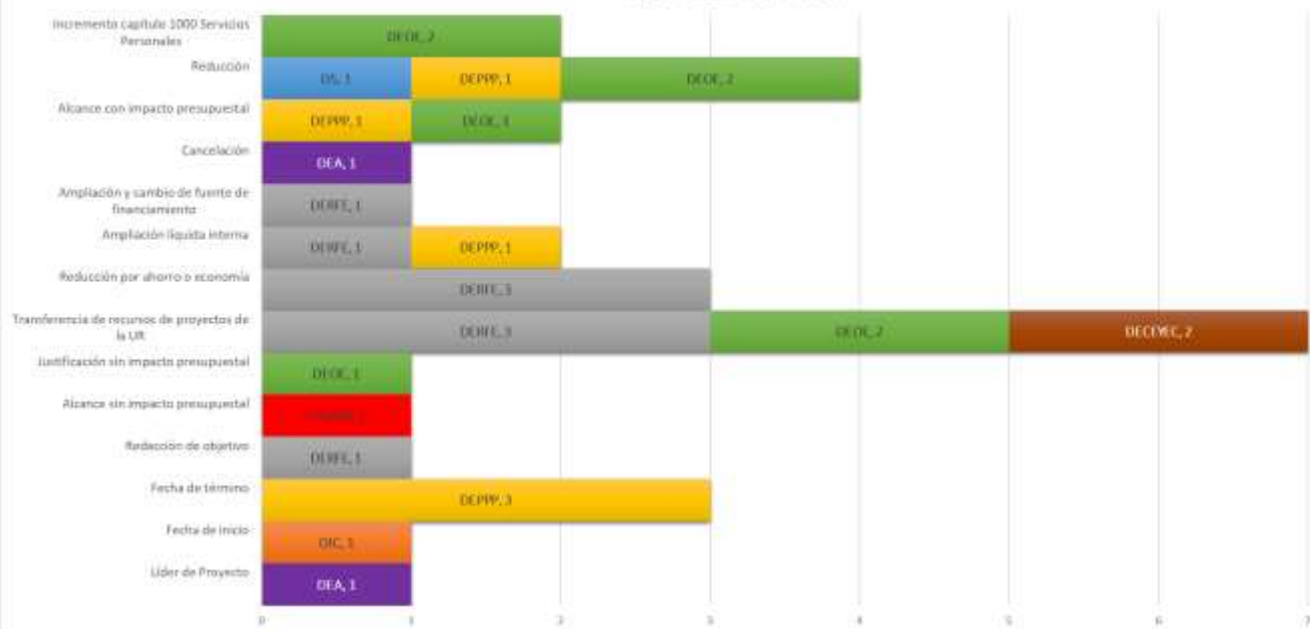 Incremento capítulo 1000 Servicios
Personales
DEOE, 2
Reducción
DS, 1
DEPPP, 1
DEOE, 2
Alcance con impacto presupuestal
DEPPP, 1
DEOE, 1
Cancelación
DEA, 1
Ampliación y cambio de fuente de
financiamiento
DERFE, 1
Ampliación líquida interna
DERFE, 1
DEPPP, 1
Reducción por ahorro o economía
DERFE, 3
Transferencia de recursos de proyectos de
la UR
DERFE, 3
DEOE, 2
DECEYEC, 2
Justificación sin impacto presupuestal
DEOE, 1
Alcance sin impacto presupuestal
Redacción de objetivo
DERFE, 1
Fecha de término
DEPPP, 3
Fecha de inicio
OIC, 1
Líder de Proyecto
DEA, 1
0 1 2 3 4 5 6 7